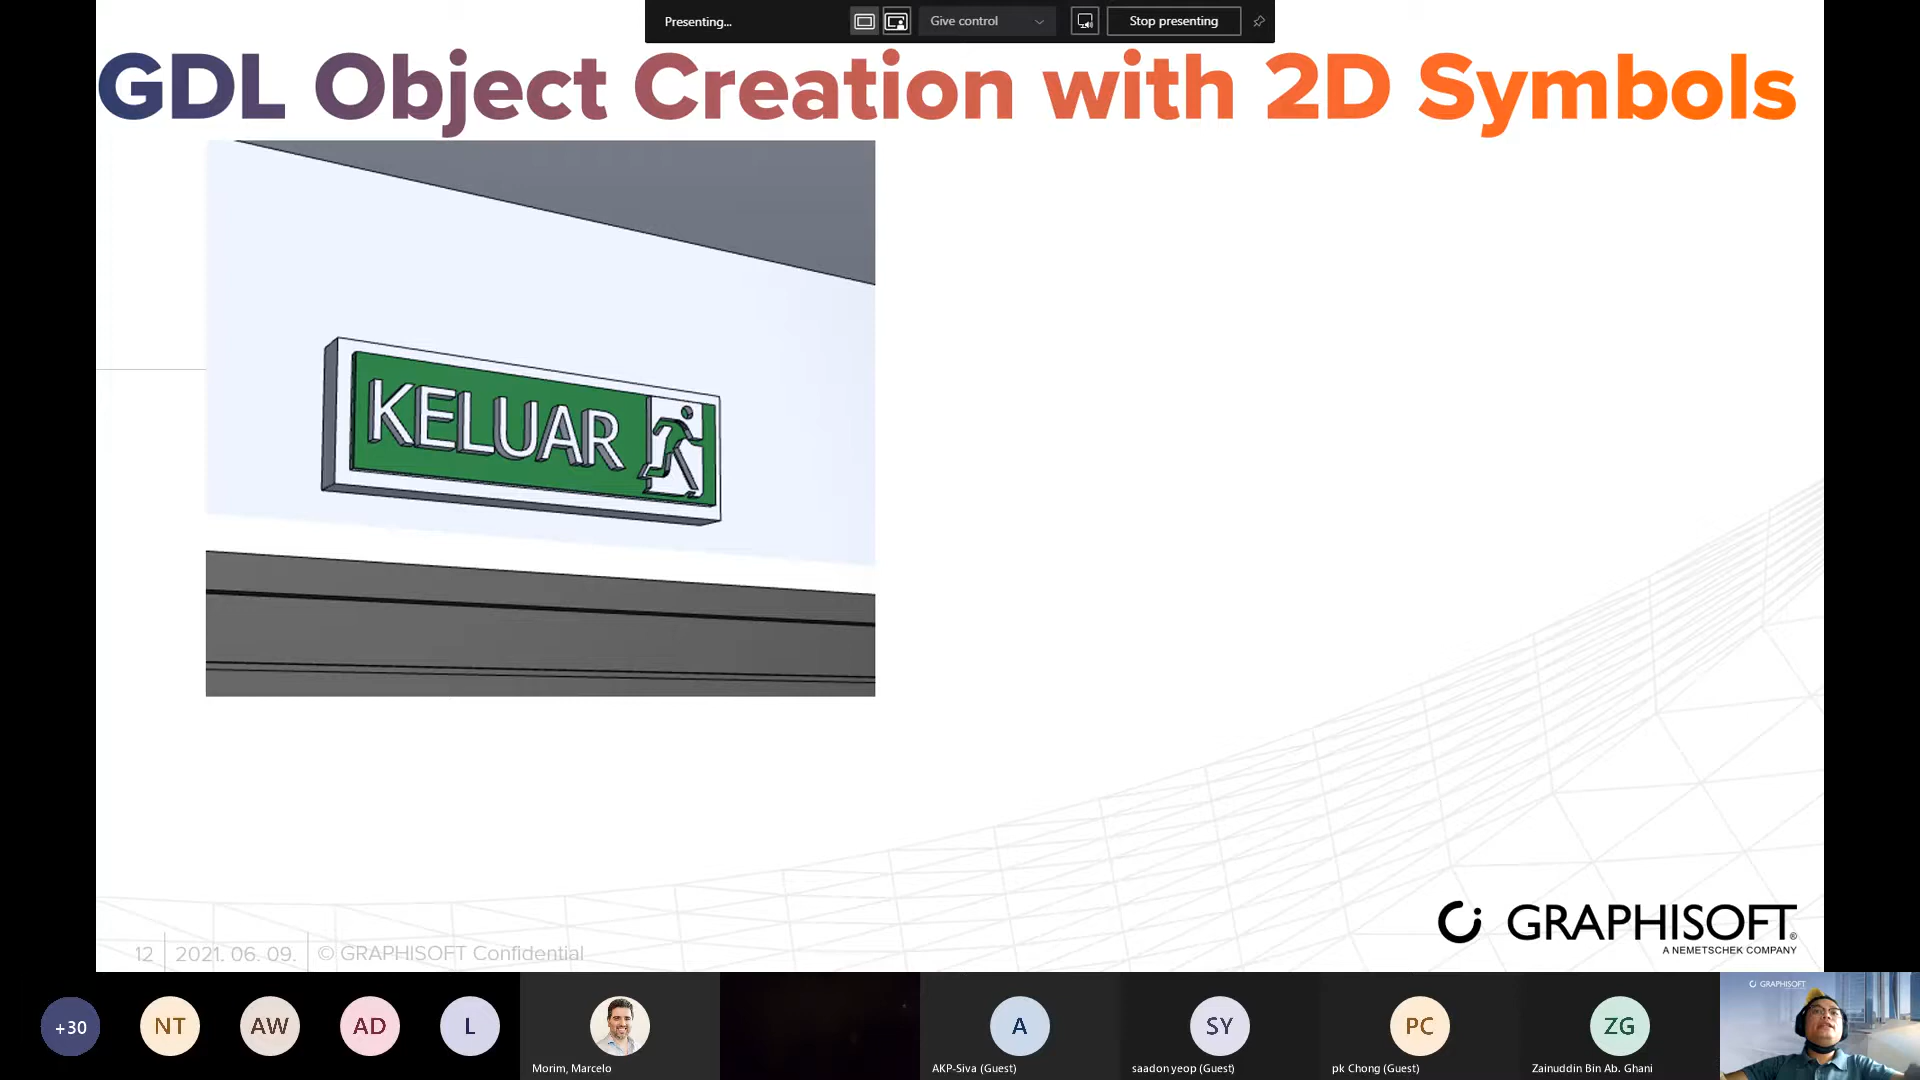 Presenting...
Give control
Stop presenting
GDL Object Creation with 2D Symbols
KELUAR
GRAPHISOFT®
A NEMETSCHEK COMPANY
12 2021. 06. 09. © GRAPHISOFT Confidential
GRAPHISOFT
+30
NT
AW
AD
L
A
SY
PC
ZG
Morim, Marcelo
AKP-Siva (Guest)
saadon yeop (Guest)
pk Chong (Guest)
Zainuddin Bin Ab. Ghani